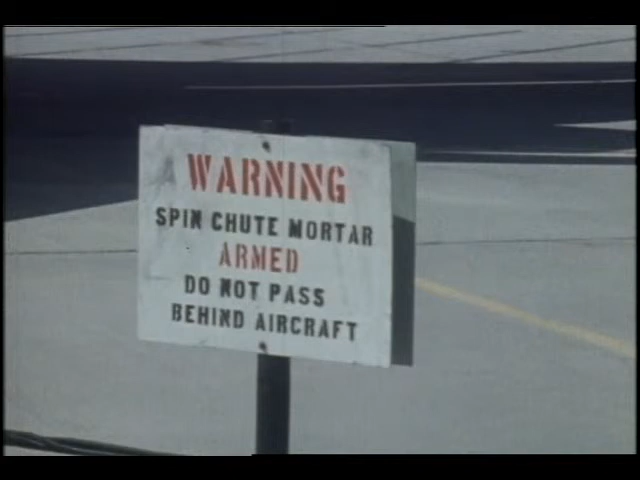 WARNING
SPIN CHUTE MORTAR
ARMED
DO NOT PASS
BEHIND AIRCRAFT